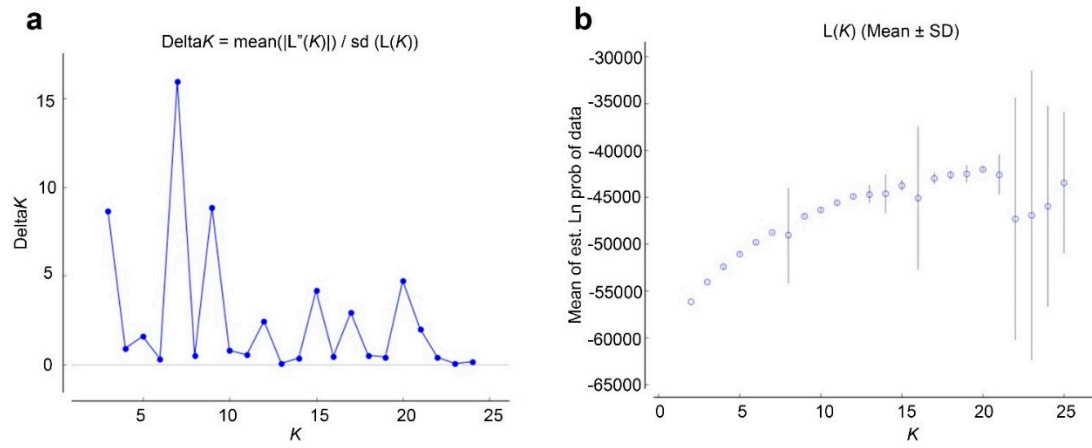 a
DeltaK = mean(|L"(K)|) / sd (L(K))
DeltaK
15
10
5
0
5
10
15
20
25
K
b
L(K) (Mean ± SD)
Mean of est. Ln prob of data
-30000
-35000
-40000
-45000
-50000
-55000
-60000
-65000
0
5
10
15
20
25
K